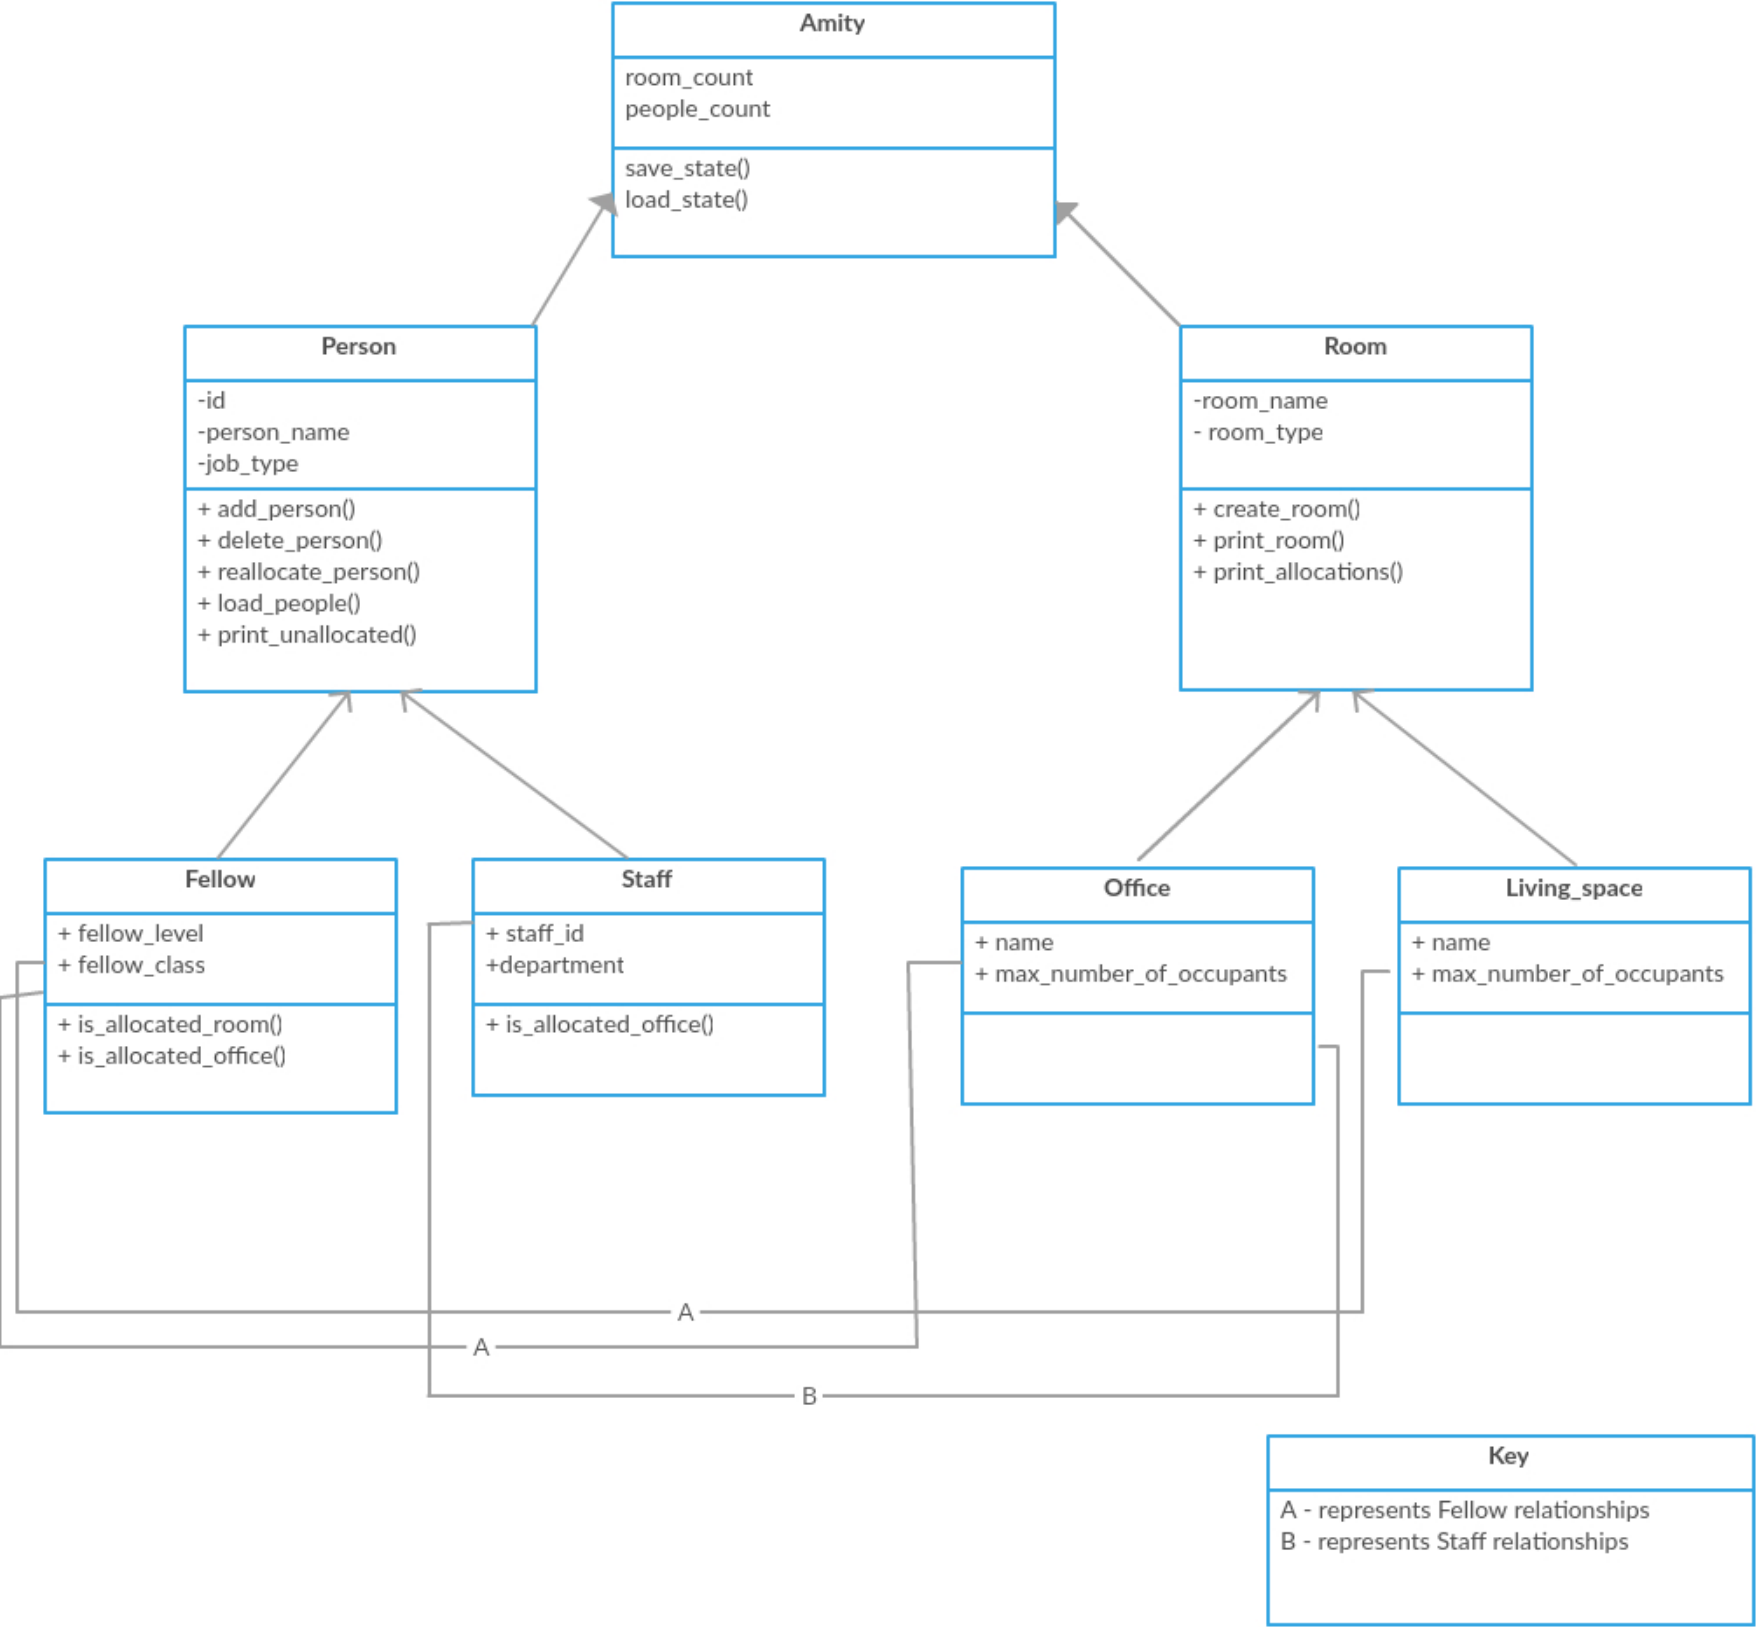 Amity
room_count
people_count
save_state()
load_state()
Person
-id
-person_name
-job_type
+ add_person()
+ delete_person()
+ reallocate_person()
+ load_people()
+ print_unallocated()
Room
-room_name
- room_type
+ create_room()
+ print_room()
+ print_allocations()
Fellow
+ fellow_level
+ fellow_class
+ is_allocated_room()
+ is_allocated_office()
Staff
+ staff_id
+department
+ is_allocated_office()
Office
+ name
+ max_number_of_occupants
Living_space
+ name
+ max_number_of_occupants
A
A
B
Key
A - represents Fellow relationships
B - represents Staff relationships